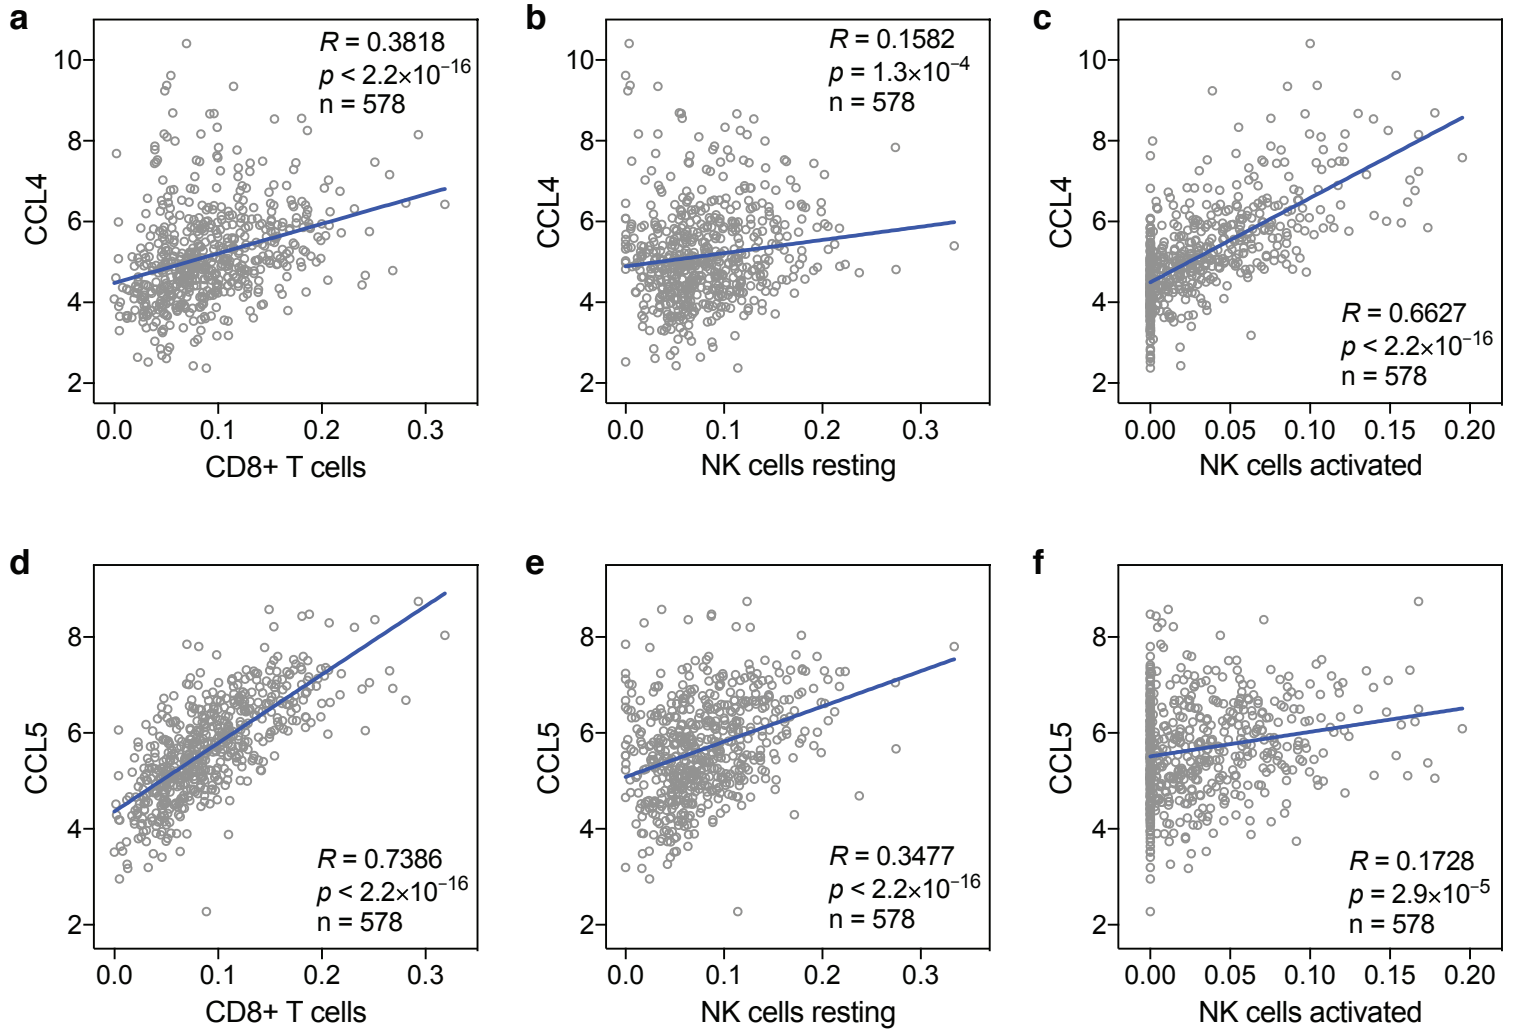 a
R = 0.3818
p < 2.2×10⁻¹⁶
n = 578
10
8
6
4
2
CCL4
0.0 0.1 0.2 0.3
CD8+ T cells
b
R = 0.1582
p = 1.3×10⁻⁴
n = 578
10
8
6
4
2
CCL4
0.0 0.1 0.2 0.3
NK cells resting
c
10
8
6
4
2
CCL4
R = 0.6627
p < 2.2×10⁻¹⁶
n = 578
0.00 0.05 0.10 0.15 0.20
NK cells activated
d
8
6
4
2
CCL5
R = 0.7386
p < 2.2×10⁻¹⁶
n = 578
0.0 0.1 0.2 0.3
CD8+ T cells
e
8
6
4
2
CCL5
R = 0.3477
p < 2.2×10⁻¹⁶
n = 578
0.0 0.1 0.2 0.3
NK cells resting
f
8
6
4
2
CCL5
R = 0.1728
p = 2.9×10⁻⁵
n = 578
0.00 0.05 0.10 0.15 0.20
NK cells activated